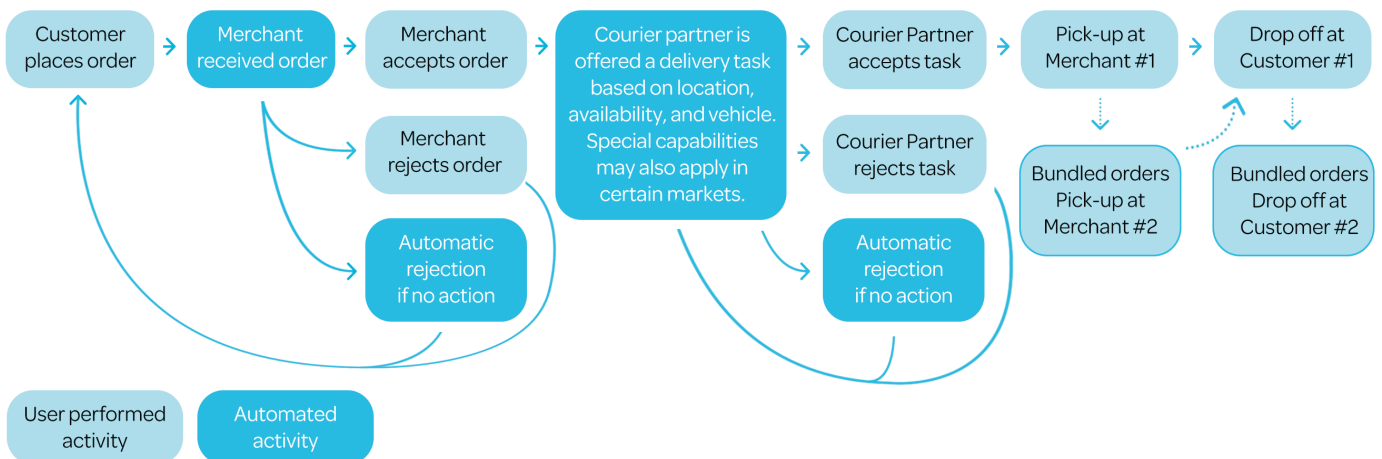 Customer
places order
Merchant
received order
Merchant
accepts order
Courier partner is
offered a delivery task
based on location,
availability, and vehicle.
Special capabilities
may also apply in
certain markets.
Courier Partner
accepts task
Pick-up at
Merchant #1
Drop off at
Customer #1
Merchant
rejects order
Courier Partner
rejects task
Bundled orders
Pick-up at
Merchant #2
Bundled orders
Drop off at
Customer #2
Automatic
rejection
if no action
Automatic
rejection
if no action
User performed
activity
Automated
activity